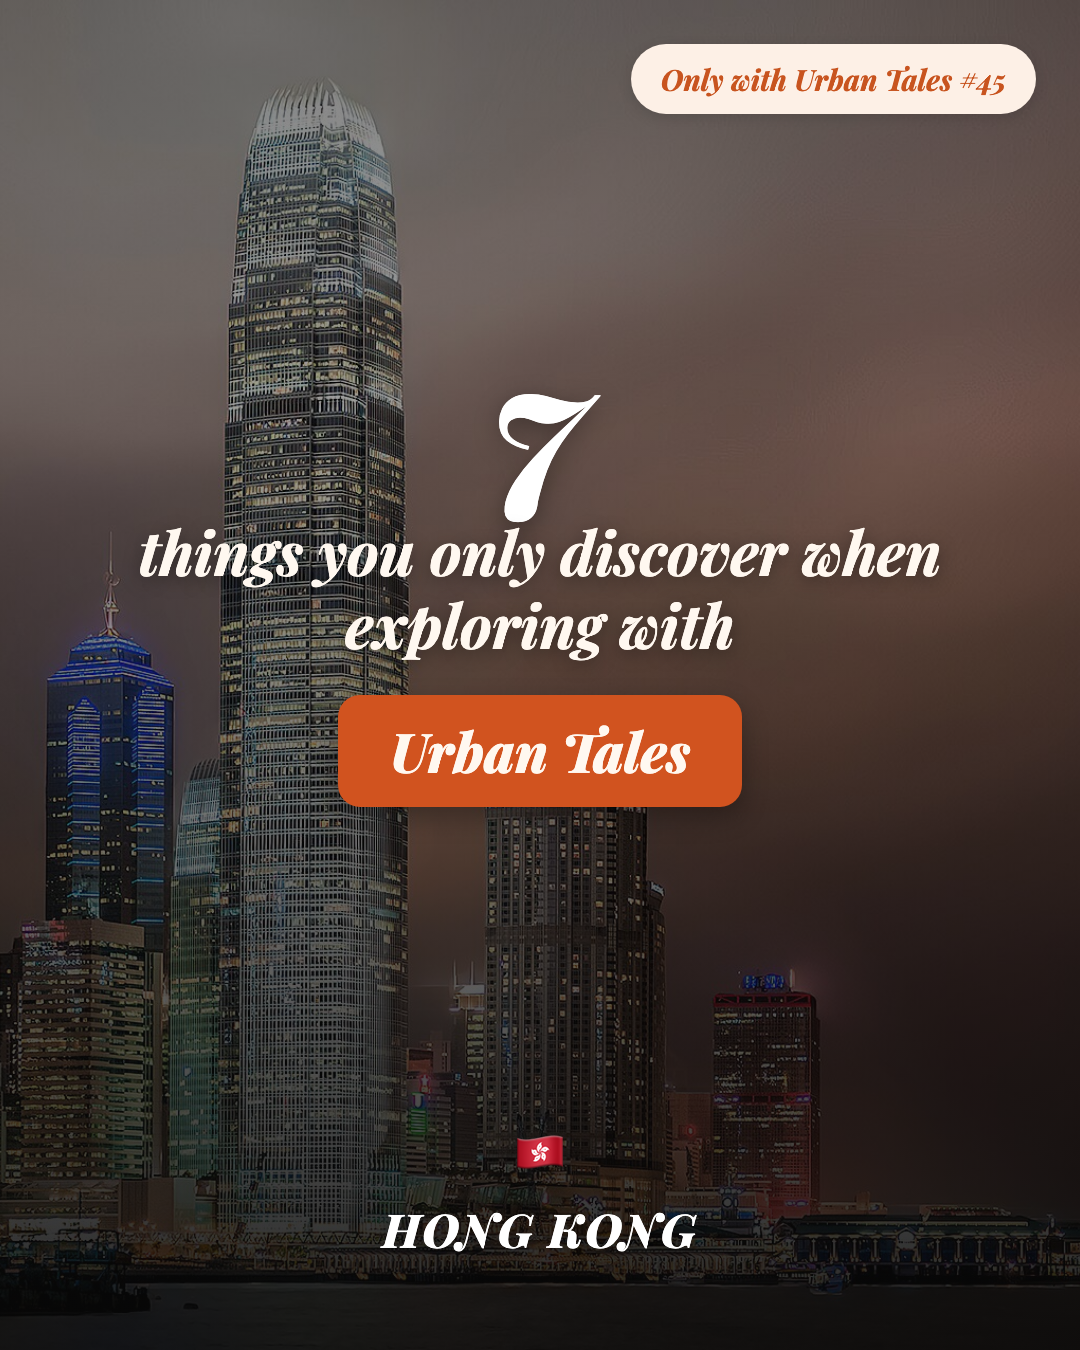 Only with Urban Tales #45
7
things you only discover when
exploring with
Urban Tales
HONG KONG